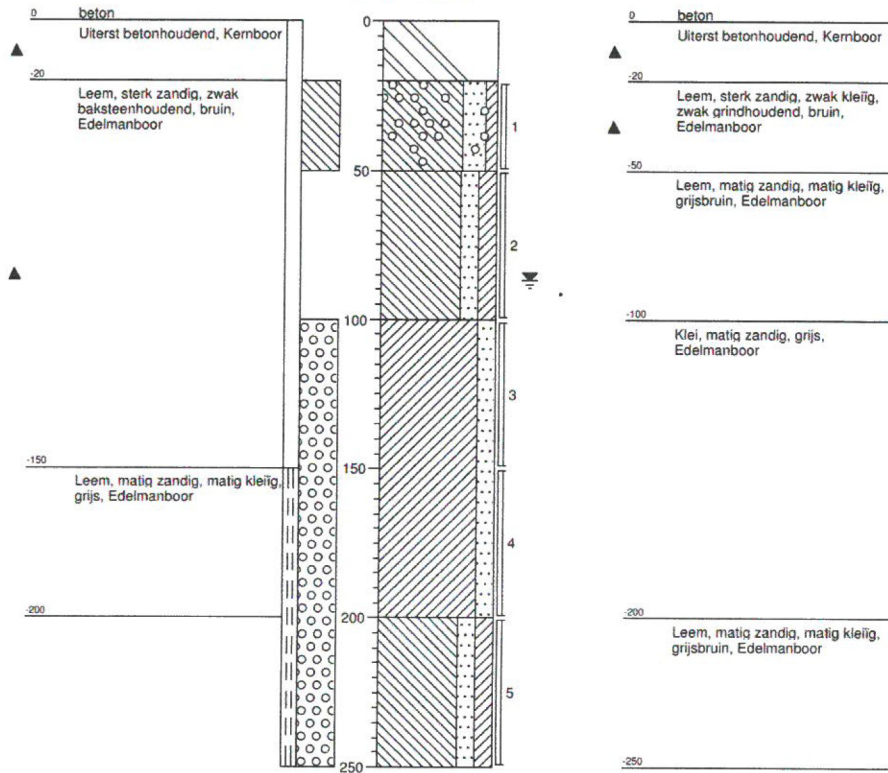 0 beton
Uiterst betonhoudend, Kernboor
-20
Leem, sterk zandig, zwak
baksteenhoudend, bruin,
Edelmanboor
-150
Leem, matig zandig, matig kleiïg,
grijs, Edelmanboor
-200
0
50
100
150
200
250
1
2
3
4
5
0 beton
Uiterst betonhoudend, Kernboor
-20
Leem, sterk zandig, zwak kleiïg,
zwak grindhoudend, bruin,
Edelmanboor
-50
Leem, matig zandig, matig kleiïg,
grijsbruin, Edelmanboor
-100
Klei, matig zandig, grijs,
Edelmanboor
-200
Leem, matig zandig, matig kleiïg,
grijsbruin, Edelmanboor
-250